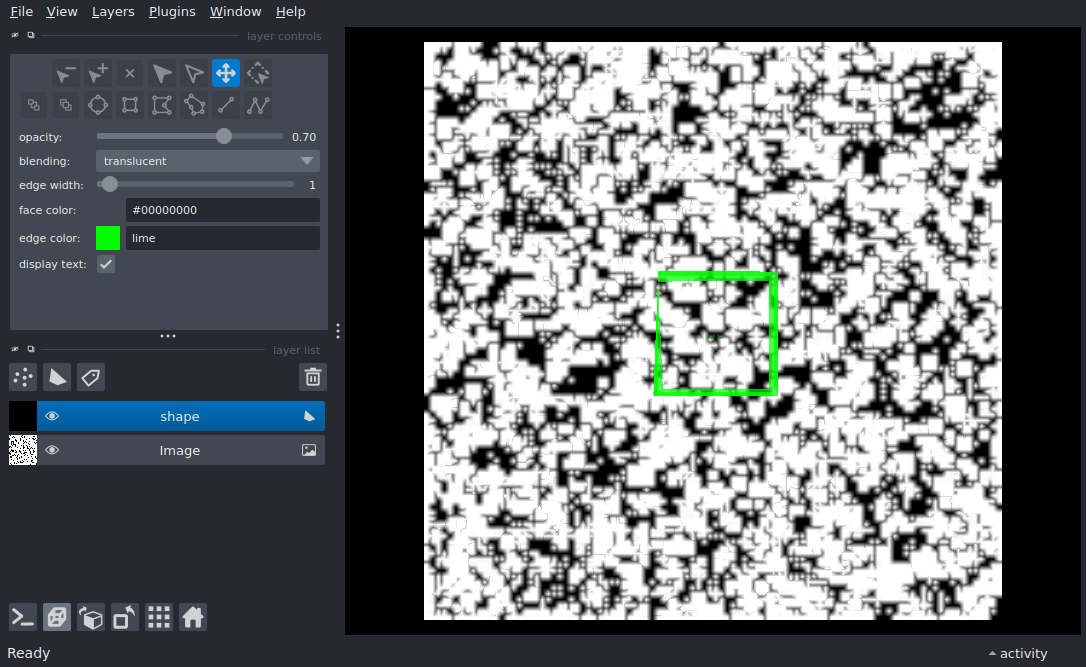 File View Layers Plugins Window Help
layer controls
opacity: 0.70
blending: translucent
edge width: 1
face color: #00000000
edge color: lime
display text:
layer list
shape
Image
Ready activity